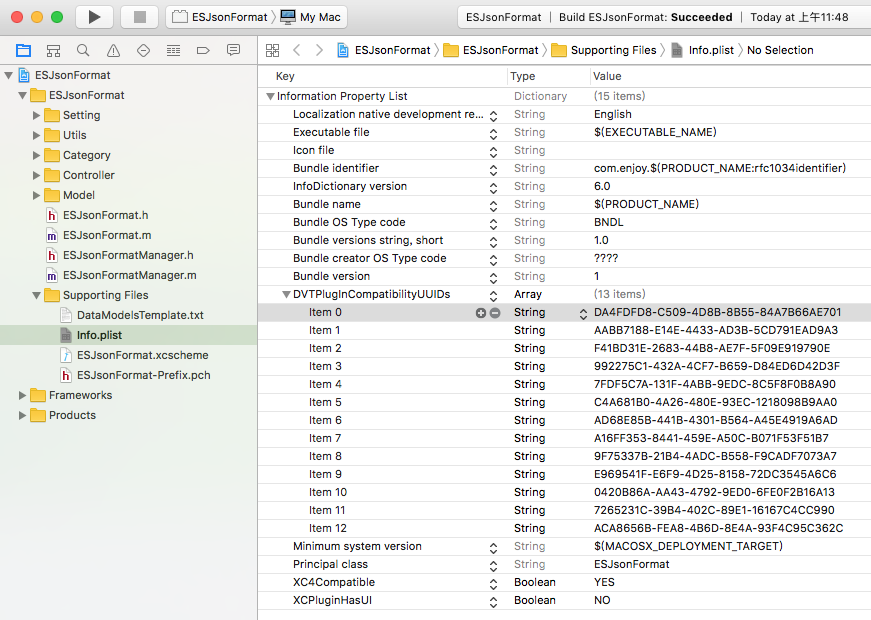 ESJsonFormat My Mac
ESJsonFormat | Build ESJsonFormat: Succeeded | Today at 上午11:48
ESJsonFormat ESJsonFormat Supporting Files Info.plist No Selection
ESJsonFormat
ESJsonFormat
Setting
Utils
Category
Controller
Model
ESJsonFormat.h
ESJsonFormat.m
ESJsonFormatManager.h
ESJsonFormatManager.m
Supporting Files
DataModelsTemplate.txt
Info.plist
ESJsonFormat.xcscheme
ESJsonFormat-Prefix.pch
Frameworks
Products
Key Type Value
Information Property List Dictionary (15 items)
Localization native development re... String English
Executable file String $(EXECUTABLE_NAME)
Icon file String
Bundle identifier String com.enjoy.$(PRODUCT_NAME:rfc1034identifier)
InfoDictionary version String 6.0
Bundle name String $(PRODUCT_NAME)
Bundle OS Type code String BNDL
Bundle versions string, short String 1.0
Bundle creator OS Type code String ????
Bundle version String 1
DVTPlugInCompatibilityUUIDs Array (13 items)
Item 0 String DA4FDFD8-C509-4D8B-8B55-84A7B66AE701
Item 1 String AABB7188-E14E-4433-AD3B-5CD791EAD9A3
Item 2 String F41BD31E-2683-44B8-AE7F-5F09E919790E
Item 3 String 992275C1-432A-4CF7-B659-D84ED6D42D3F
Item 4 String 7FDF5C7A-131F-4ABB-9EDC-8C5F8F0B8A90
Item 5 String C4A681B0-4A26-480E-93EC-1218098B9AA0
Item 6 String AD68E85B-441B-4301-B564-A45E4919A6AD
Item 7 String A16FF353-8441-459E-A50C-B071F53F51B7
Item 8 String 9F75337B-21B4-4ADC-B558-F9CADF7073A7
Item 9 String E969541F-E6F9-4D25-8158-72DC3545A6C6
Item 10 String 0420B86A-AA43-4792-9ED0-6FE0F2B16A13
Item 11 String 7265231C-39B4-402C-89E1-16167C4CC990
Item 12 String ACA8656B-FEA8-4B6D-8E4A-93F4C95C362C
Minimum system version String $(MACOSX_DEPLOYMENT_TARGET)
Principal class String ESJsonFormat
XC4Compatible Boolean YES
XCPluginHasUI Boolean NO